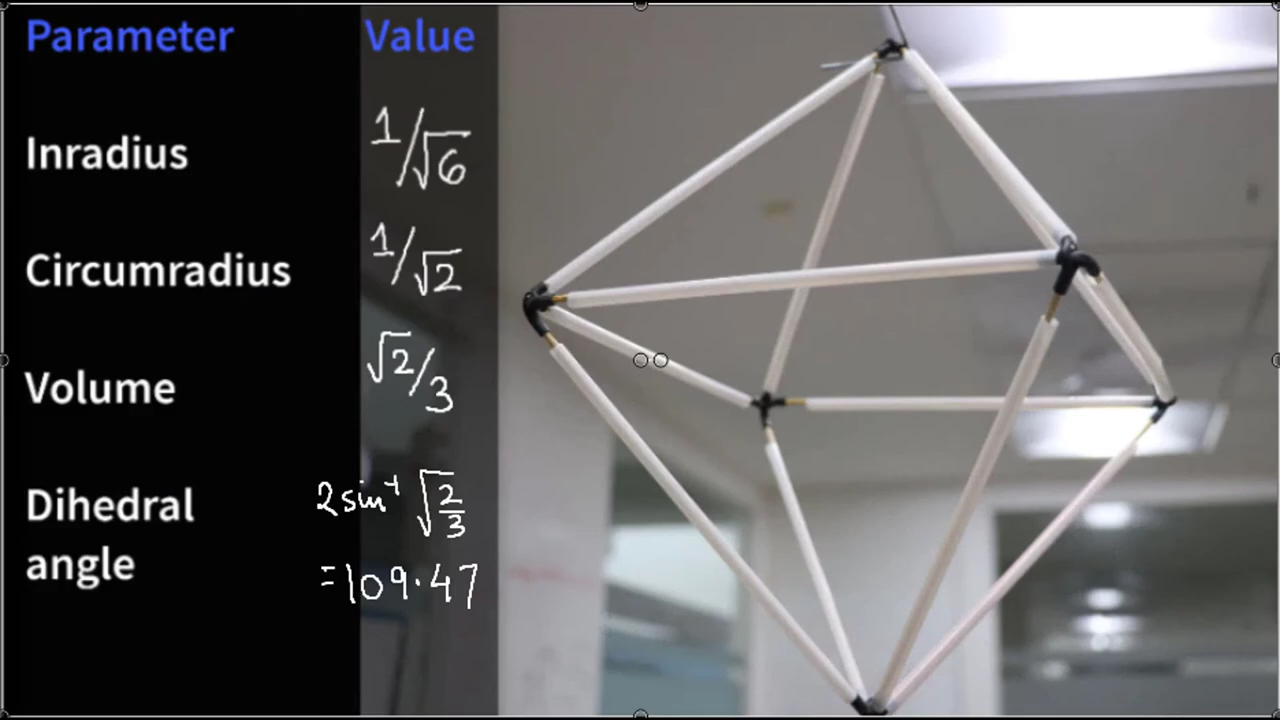 Parameter Value
Inradius 1/√6
Circumradius 1/√2
Volume √2/3
Dihedral 2sin⁻¹ √2/3
angle =109.47